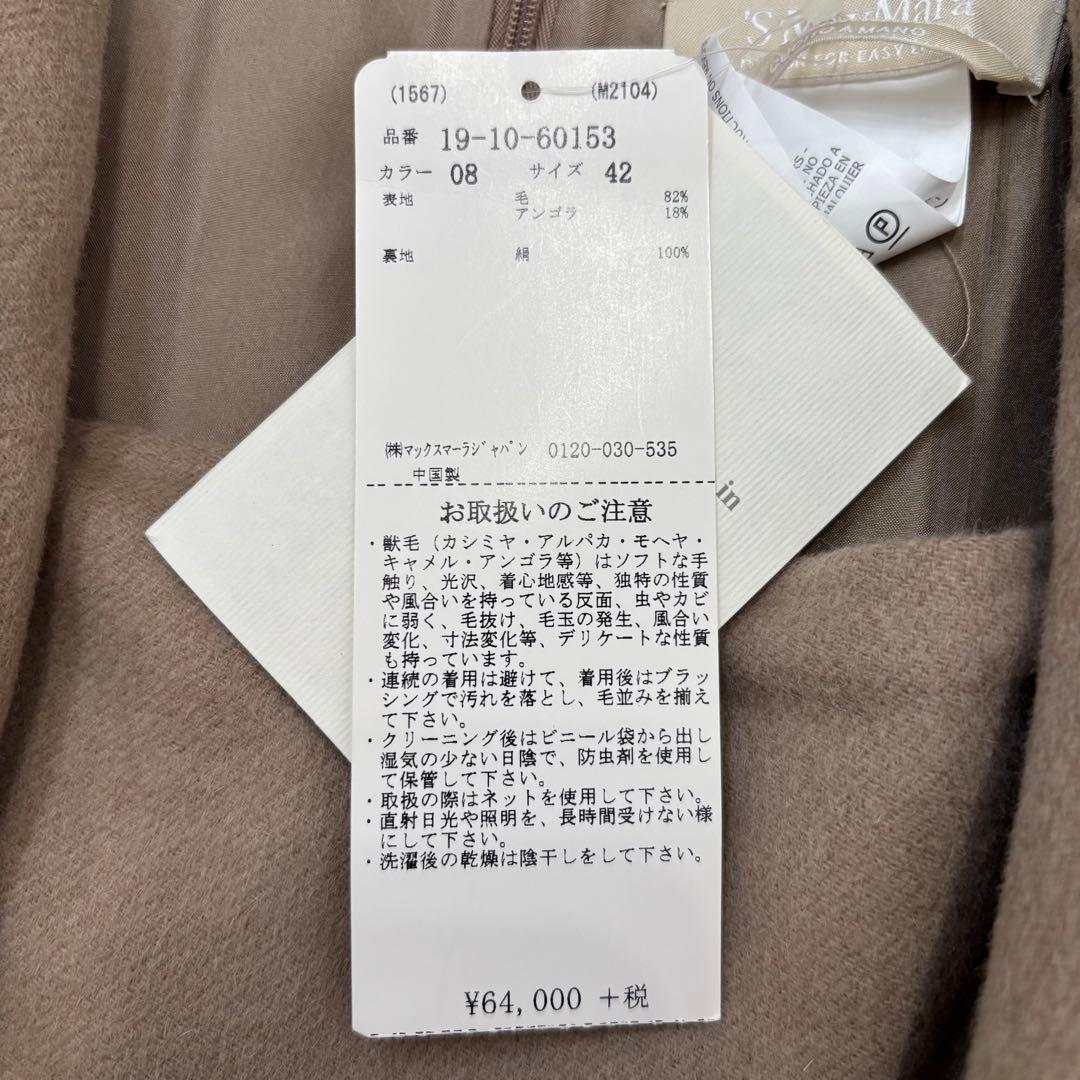 (1567) (M2104)
品番 19-10-60153
カラー 08 サイズ 42
表地 毛 82%
アンゴラ 18%
裏地 絹 100%
㈱マックスマーラジャパン 0120-030-535
中国製
お取扱いのご注意
・獣毛（カシミヤ・アルパカ・モヘヤ・
キャメル・アンゴラ等）はソフトな手
触り、光沢、着心地感等、独特の性質
や風合いを持っている反面、虫やカビ
に弱く、毛抜け、毛玉の発生、風合い
変化、寸法変化等、デリケートな性質
も持っています。
・連続の着用は避けて、着用後はブラッ
シングで汚れを落とし、毛並みを揃え
て下さい。
・クリーニング後はビニール袋から出し
湿気の少ない日陰で、防虫剤を使用し
て保管して下さい。
・取扱の際はネットを使用して下さい。
・直射日光や照明を、長時間受けない様
にして下さい。
・洗濯後の乾燥は陰干しをして下さい。
¥64,000 +税
in
AMANO
FOR EASY
NO
PIEZA EN
P